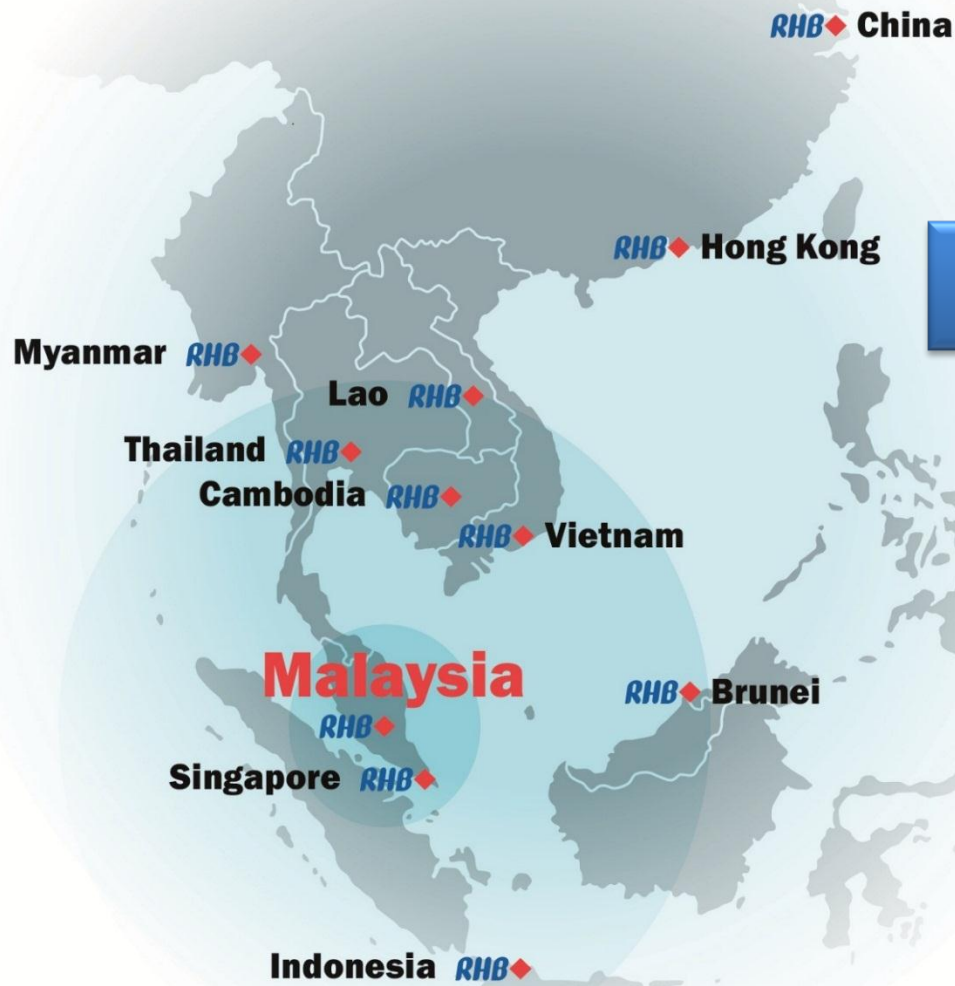 RHB China
RHB Hong Kong
Myanmar RHB
Lao RHB
Thailand RHB
Cambodia RHB
RHB Vietnam
Malaysia
RHB
RHB Brunei
Singapore RHB
Indonesia RHB